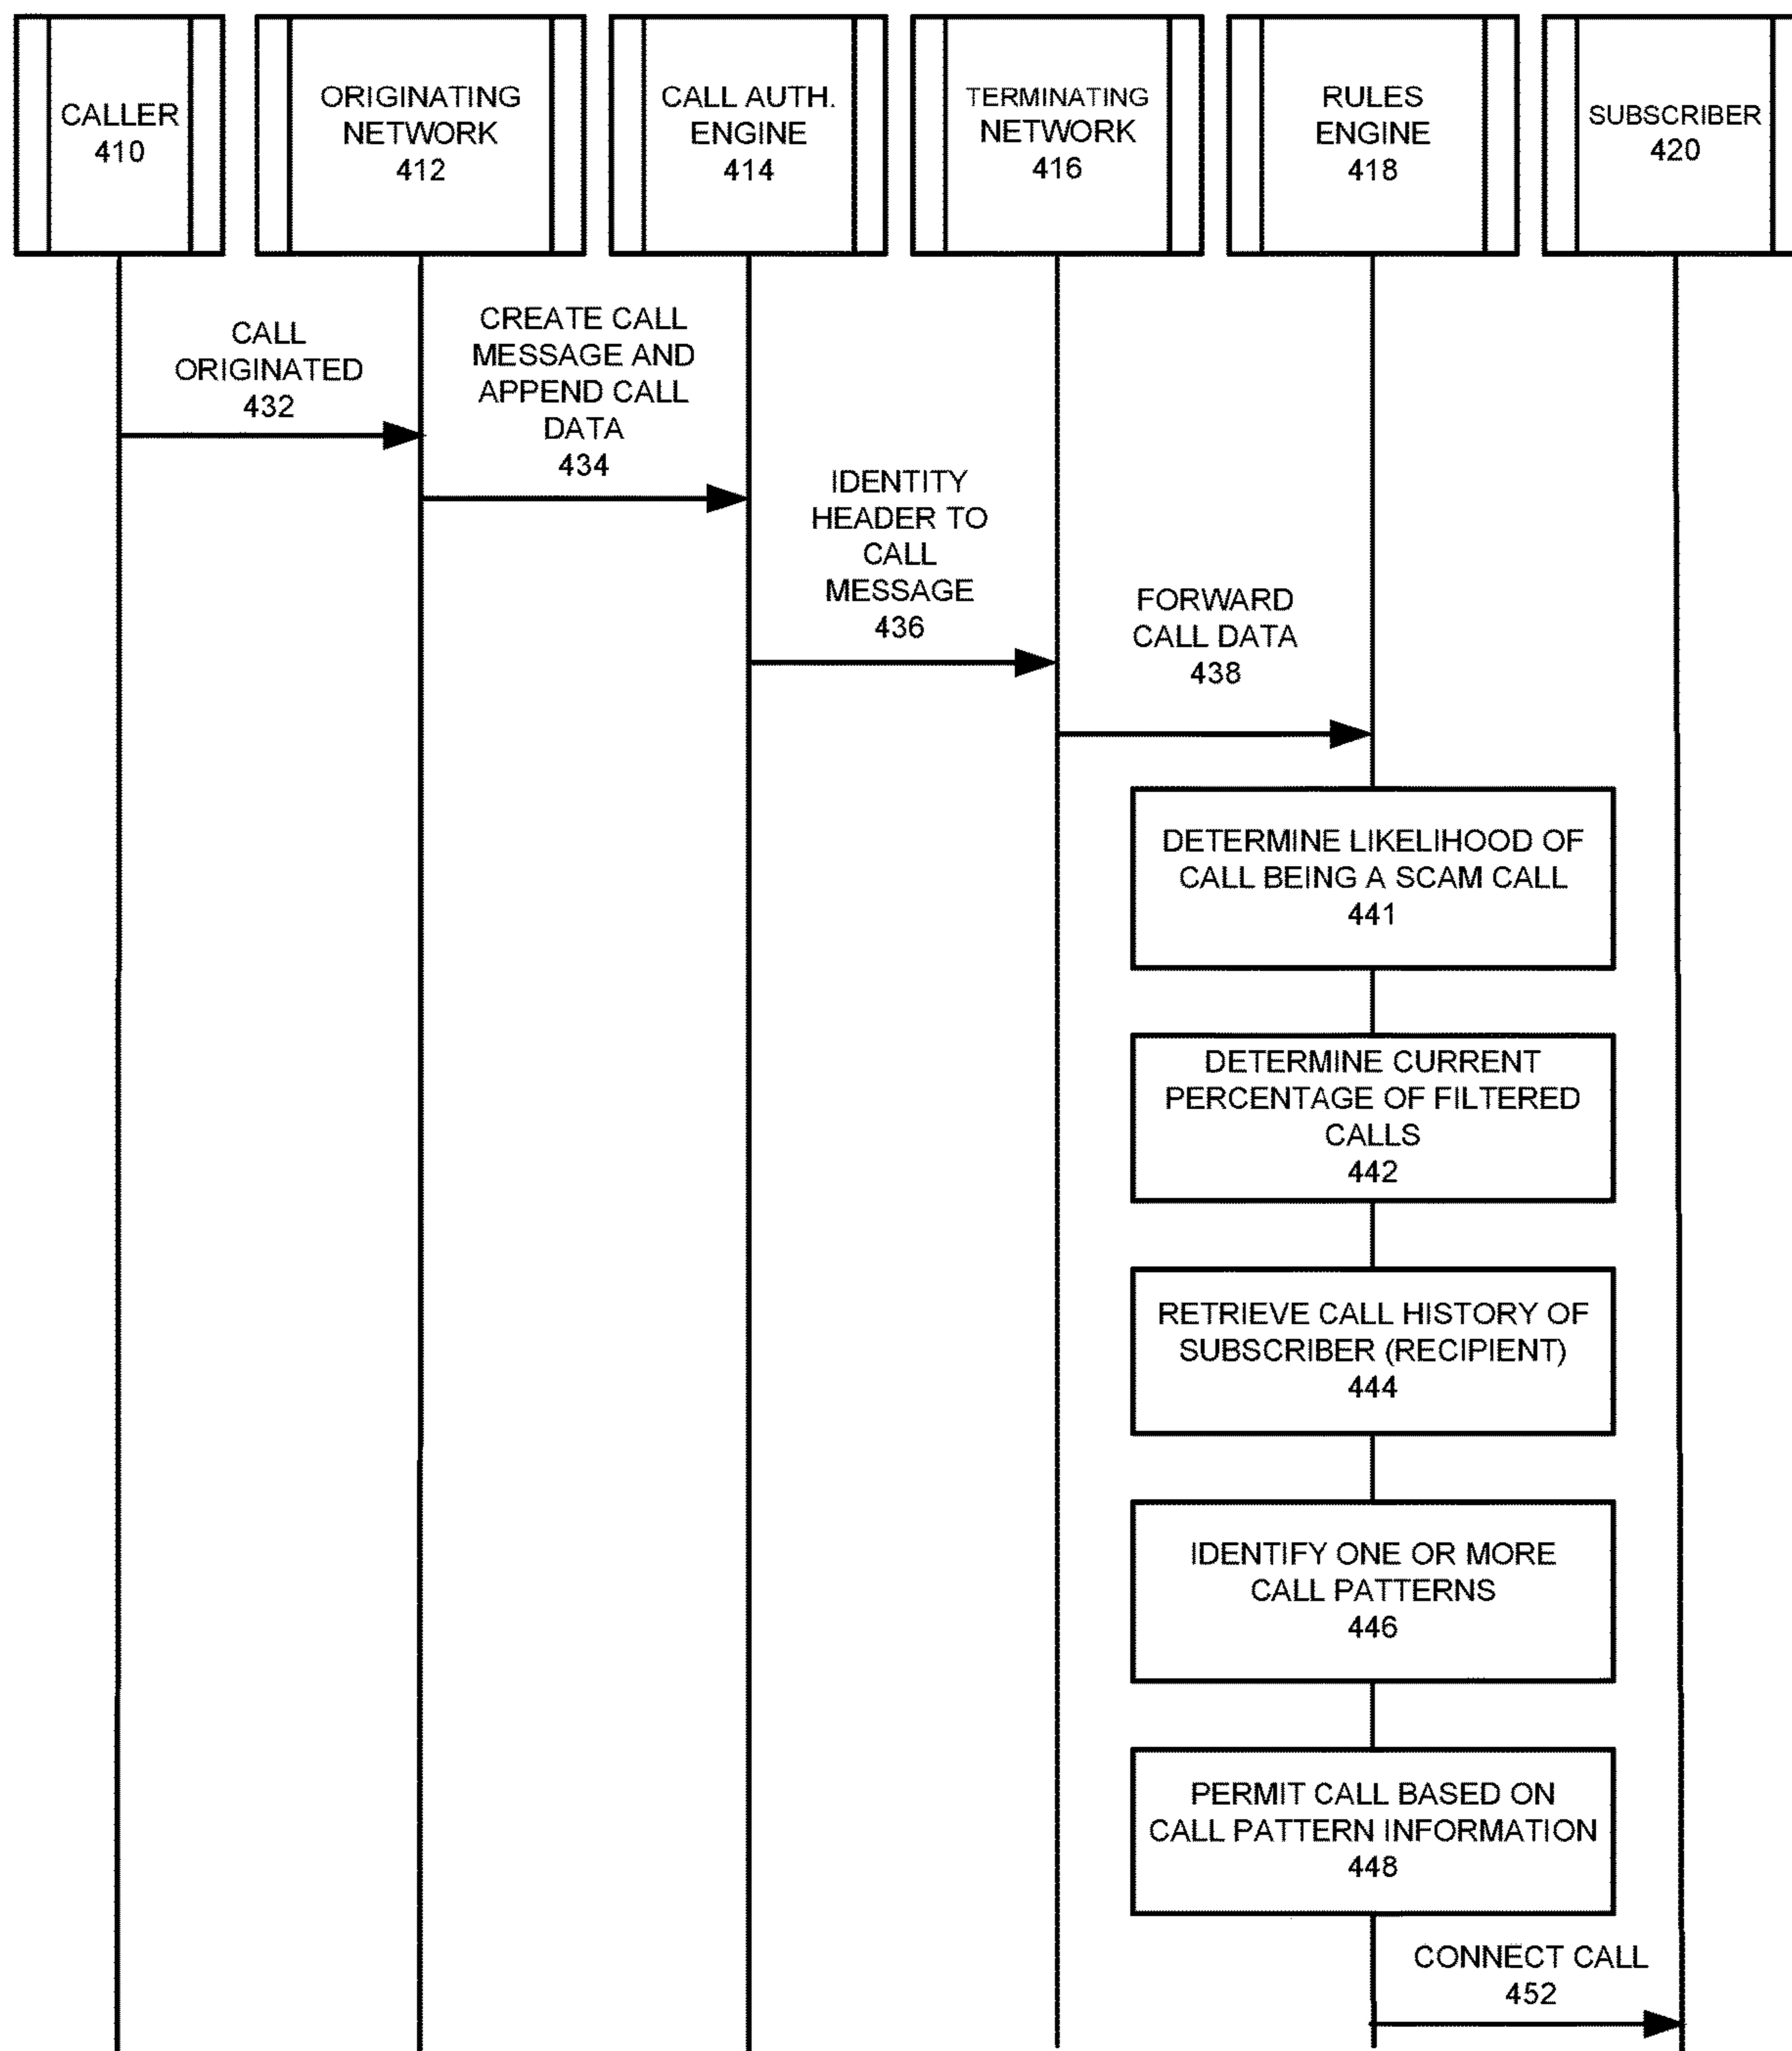 CALLER
410
ORIGINATING
NETWORK
412
CALL AUTH.
ENGINE
414
TERMINATING
NETWORK
416
RULES
ENGINE
418
SUBSCRIBER
420
CALL
ORIGINATED
432
CREATE CALL
MESSAGE AND
APPEND CALL
DATA
434
IDENTITY
HEADER TO
CALL
MESSAGE
436
FORWARD
CALL DATA
438
DETERMINE LIKELIHOOD OF
CALL BEING A SCAM CALL
441
DETERMINE CURRENT
PERCENTAGE OF FILTERED
CALLS
442
RETRIEVE CALL HISTORY OF
SUBSCRIBER (RECIPIENT)
444
IDENTIFY ONE OR MORE
CALL PATTERNS
446
PERMIT CALL BASED ON
CALL PATTERN INFORMATION
448
CONNECT CALL
452